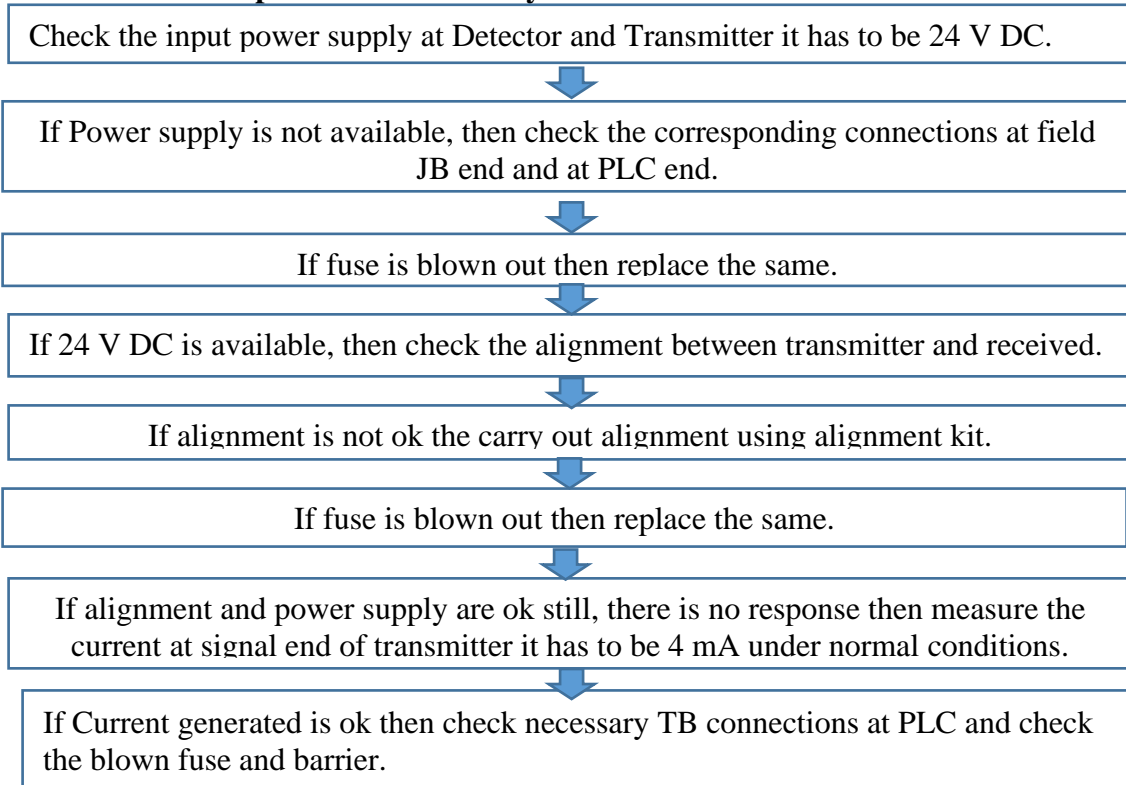 Check the input power supply at Detector and Transmitter it has to be 24 V DC.
If Power supply is not available, then check the corresponding connections at field
JB end and at PLC end.
If fuse is blown out then replace the same.
If 24 V DC is available, then check the alignment between transmitter and received.
If alignment is not ok the carry out alignment using alignment kit.
If fuse is blown out then replace the same.
If alignment and power supply are ok still, there is no response then measure the
current at signal end of transmitter it has to be 4 mA under normal conditions.
If Current generated is ok then check necessary TB connections at PLC and check
the blown fuse and barrier.